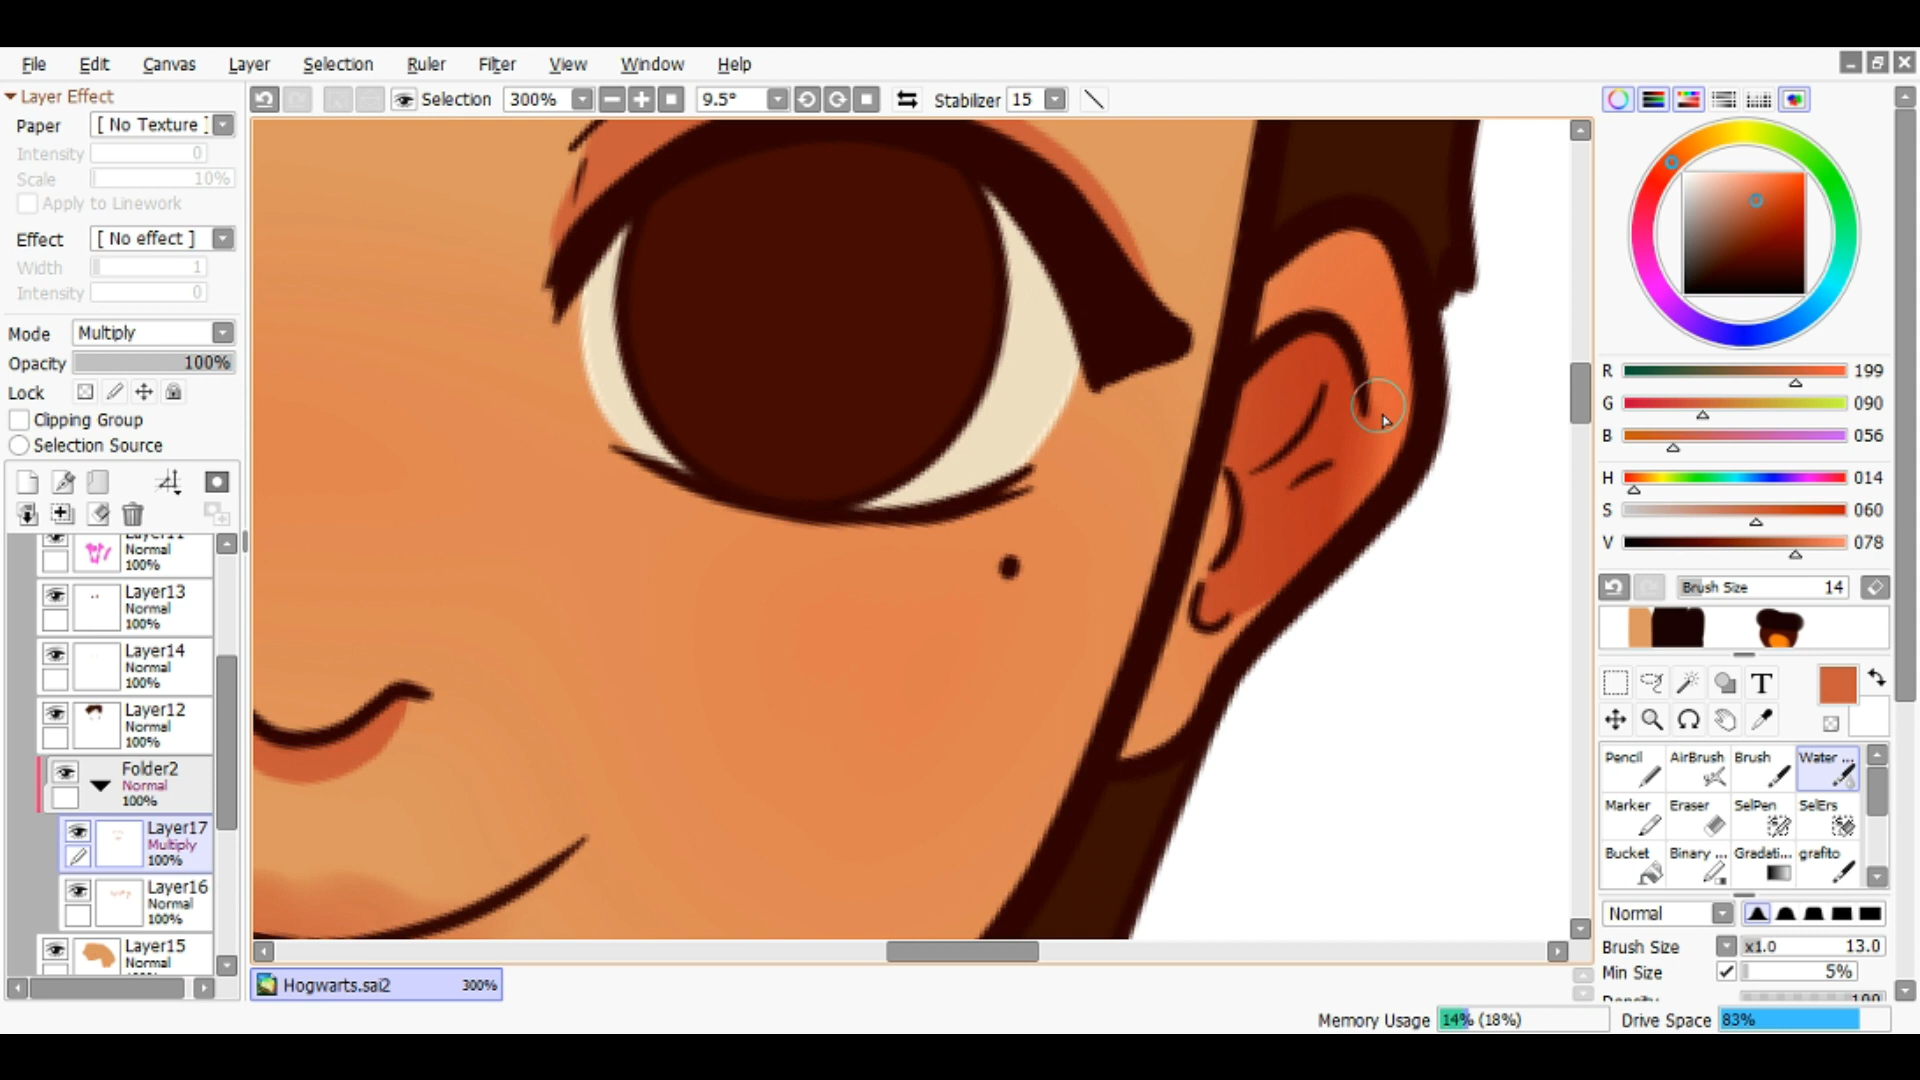 File Edit Canvas Layer Selection Ruler Filter View Window Help
Layer Effect
Paper [ No Texture ]
Intensity 0
Scale 10%
Apply to Linework
Effect [ No effect ]
Width 1
Intensity 0
Mode Multiply
Opacity 100%
Lock
Clipping Group
Selection Source
Layer11
Normal
100%
Layer13
Normal
100%
Layer14
Normal
100%
Layer12
Normal
100%
Folder2
Normal
100%
Layer17
Multiply
100%
Layer16
Normal
100%
Layer15
Normal
Selection 300% 9.5° Stabilizer 15
Hogwarts.sai2 300%
R 199
G 090
B 056
H 014
S 060
V 078
Brush Size 14
T
Pencil AirBrush Brush Water ...
Marker Eraser SelPen SelErs
Bucket Binary ... Gradati... grafito
Normal
Brush Size x1.0 13.0
Min Size 5%
Density 100
Memory Usage 14% (18%) Drive Space 83%